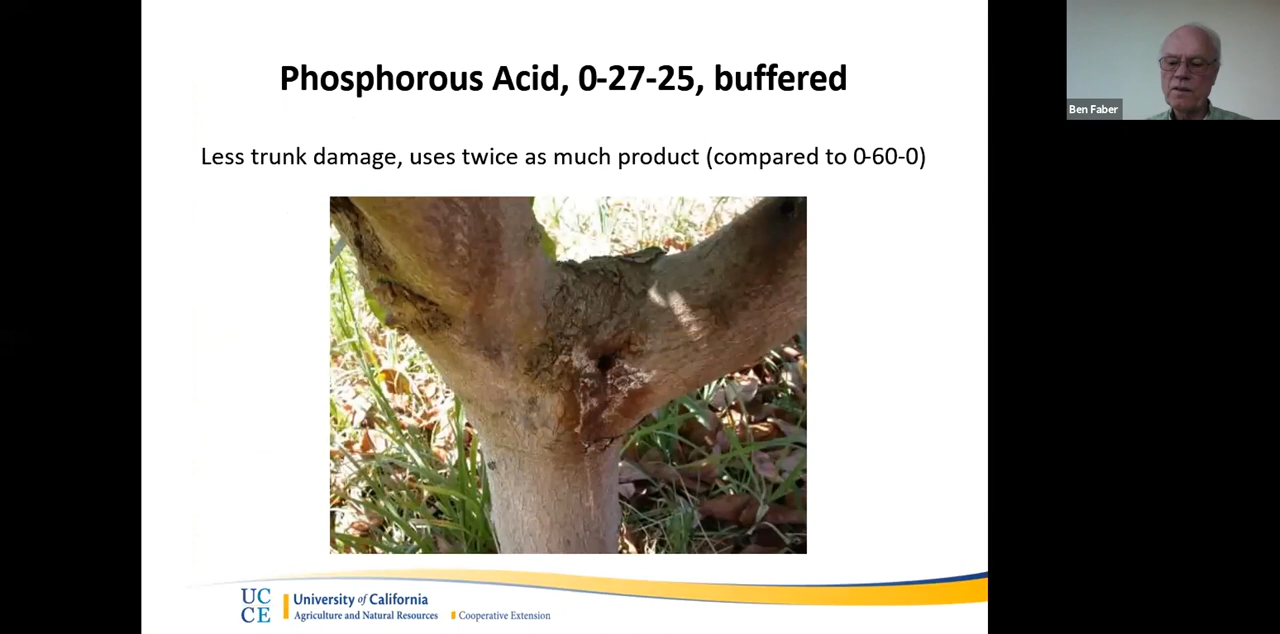 Phosphorous Acid, 0-27-25, buffered
Less trunk damage, uses twice as much product (compared to 0-60-0)
Ben Faber
UC
CE
University of California
Agriculture and Natural Resources
Cooperative Extension